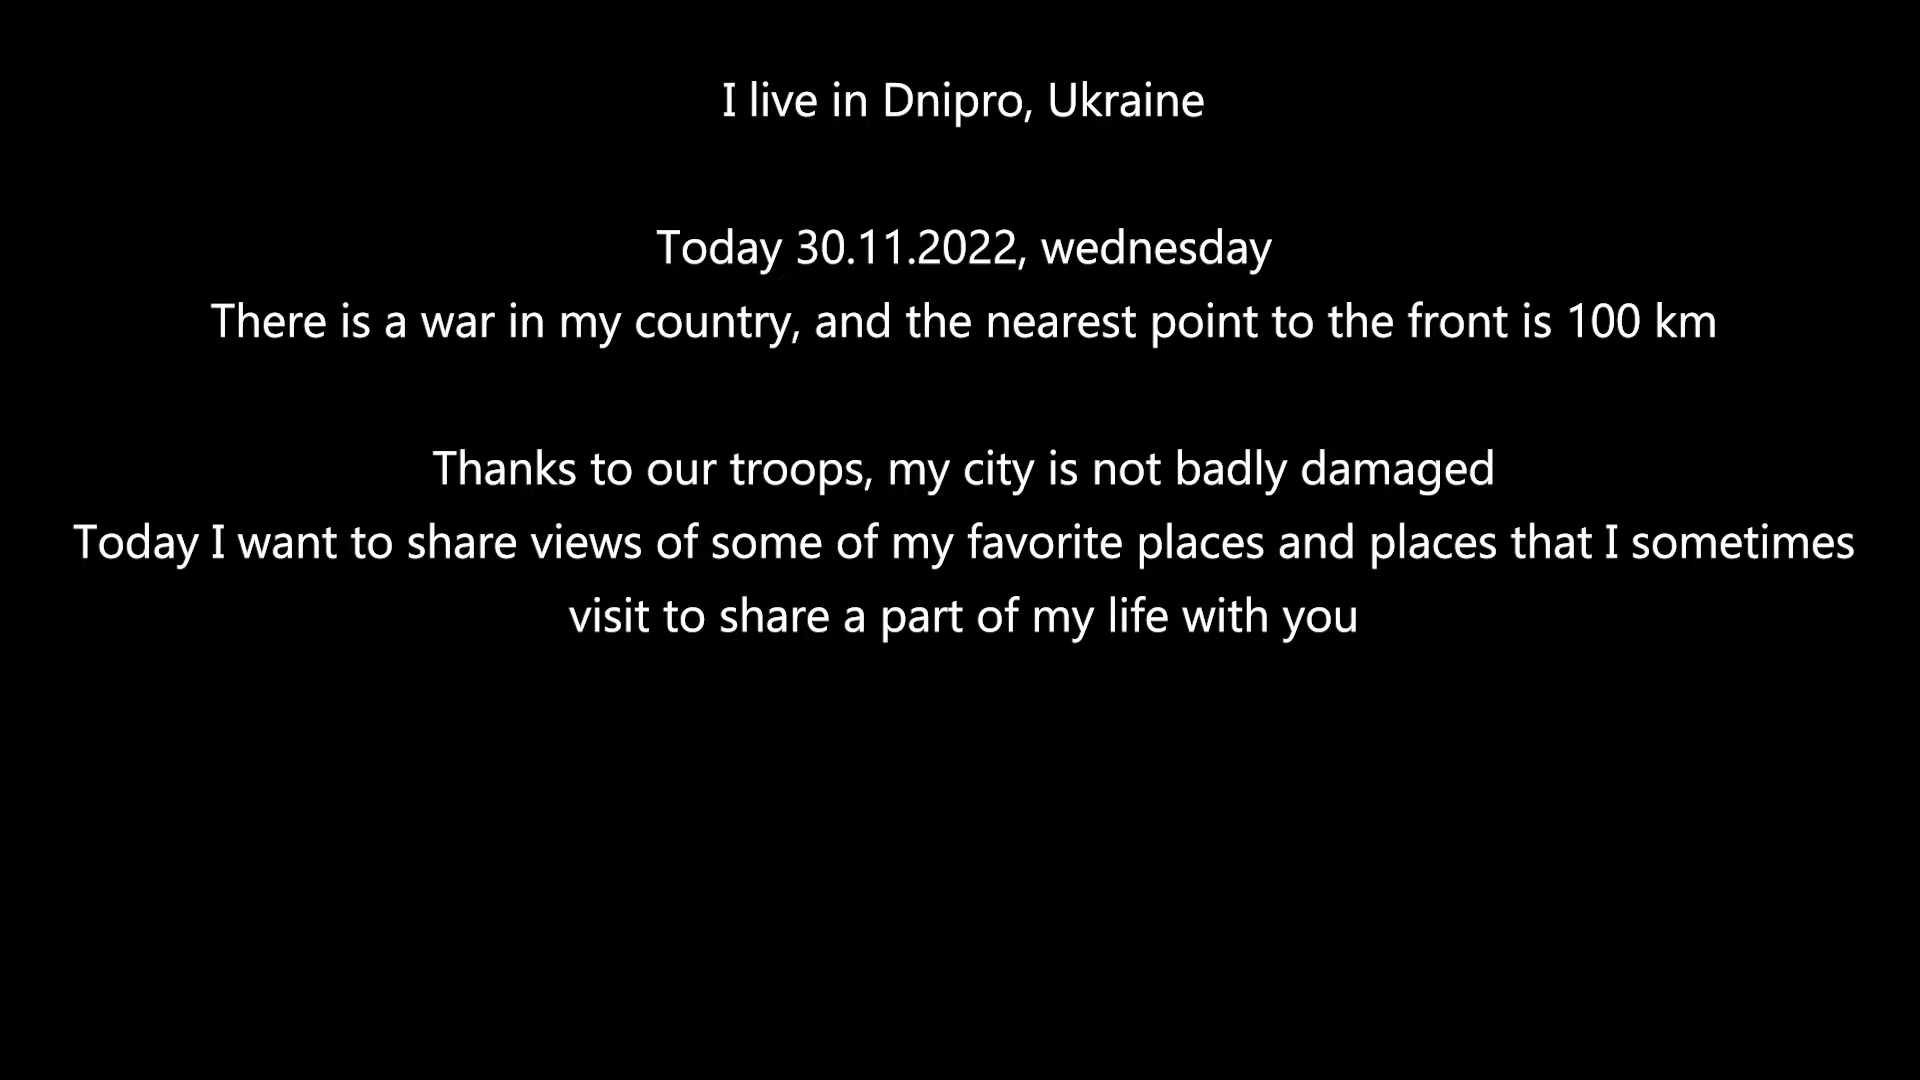 I live in Dnipro, Ukraine
Today 30.11.2022, wednesday
There is a war in my country, and the nearest point to the front is 100 km
Thanks to our troops, my city is not badly damaged
Today I want to share views of some of my favorite places and places that I sometimes
visit to share a part of my life with you